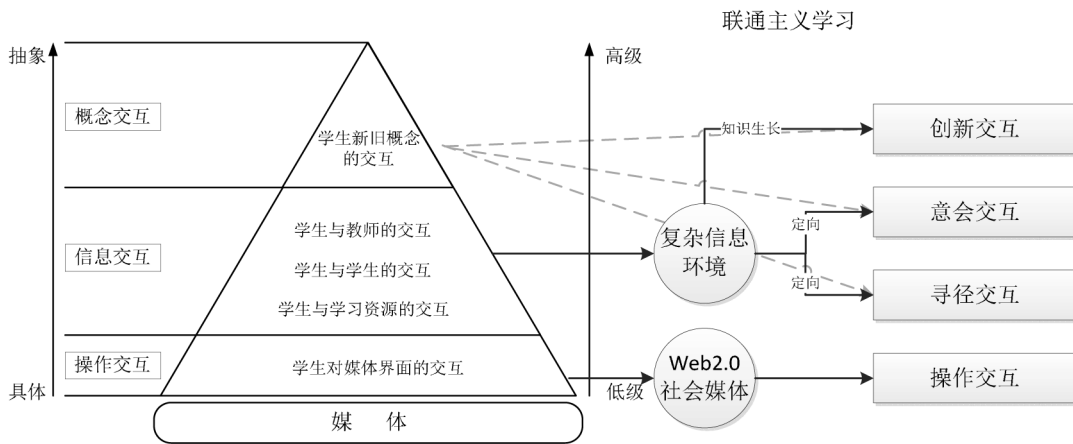 联通主义学习
抽象
高级
概念交互
学生新旧概念
的交互
知识生长
创新交互
意会交互
定向
学生与教师的交互
复杂信息
环境
信息交互
学生与学生的交互
定向
寻径交互
学生与学习资源的交互
操作交互
学生对媒体界面的交互
Web2.0
社会媒体
操作交互
具体
低级
媒 体